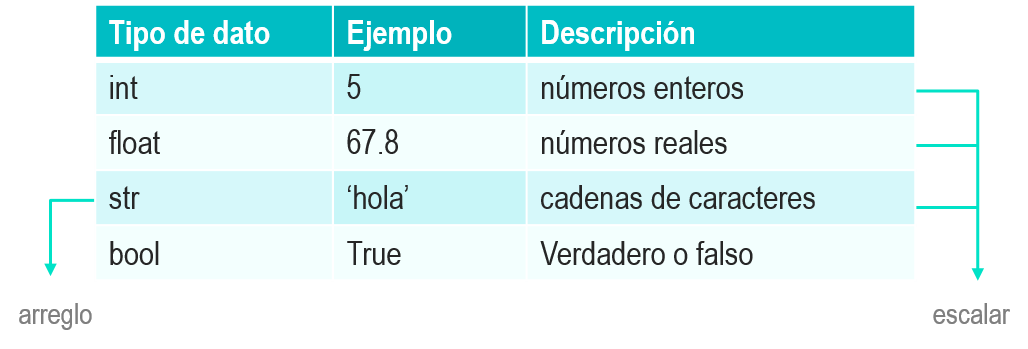 Tipo de dato Ejemplo Descripción
int 5 números enteros
float 67.8 números reales
str ‘hola’ cadenas de caracteres
bool True Verdadero o falso
arreglo escalar